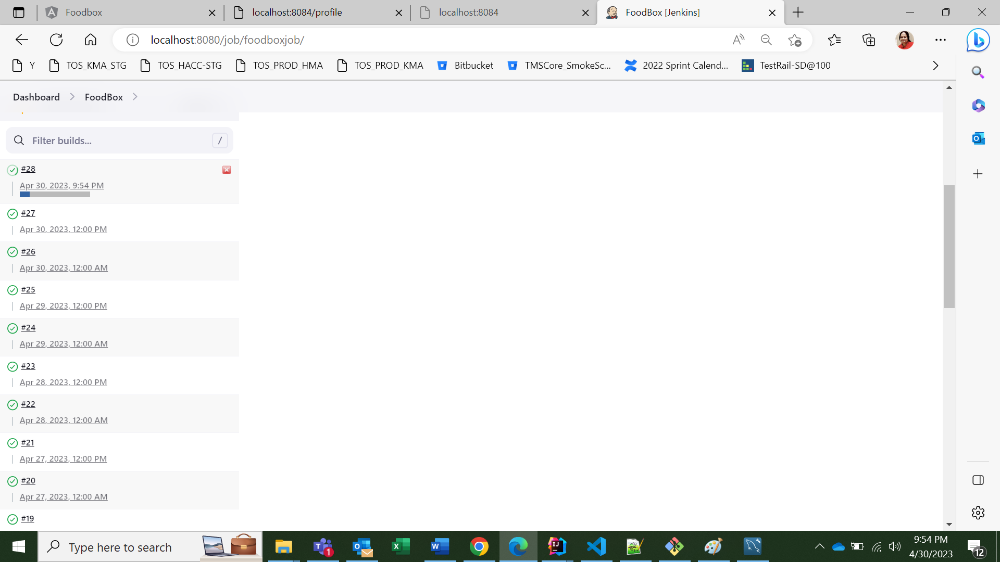 Foodbox
localhost:8084/profile
localhost:8084
FoodBox [Jenkins]
localhost:8080/job/foodboxjob/
Y
TOS_KMA_STG
TOS_HACC-STG
TOS_PROD_HMA
TOS_PROD_KMA
Bitbucket
TMSCore_SmokeSc...
2022 Sprint Calend...
TestRail-SD@100
Dashboard
FoodBox
Filter builds...
/
#28
Apr 30, 2023, 9:54 PM
#27
Apr 30, 2023, 12:00 PM
#26
Apr 30, 2023, 12:00 AM
#25
Apr 29, 2023, 12:00 PM
#24
Apr 29, 2023, 12:00 AM
#23
Apr 28, 2023, 12:00 PM
#22
Apr 28, 2023, 12:00 AM
#21
Apr 27, 2023, 12:00 PM
#20
Apr 27, 2023, 12:00 AM
#19
Type here to search
1
9:54 PM
4/30/2023
12